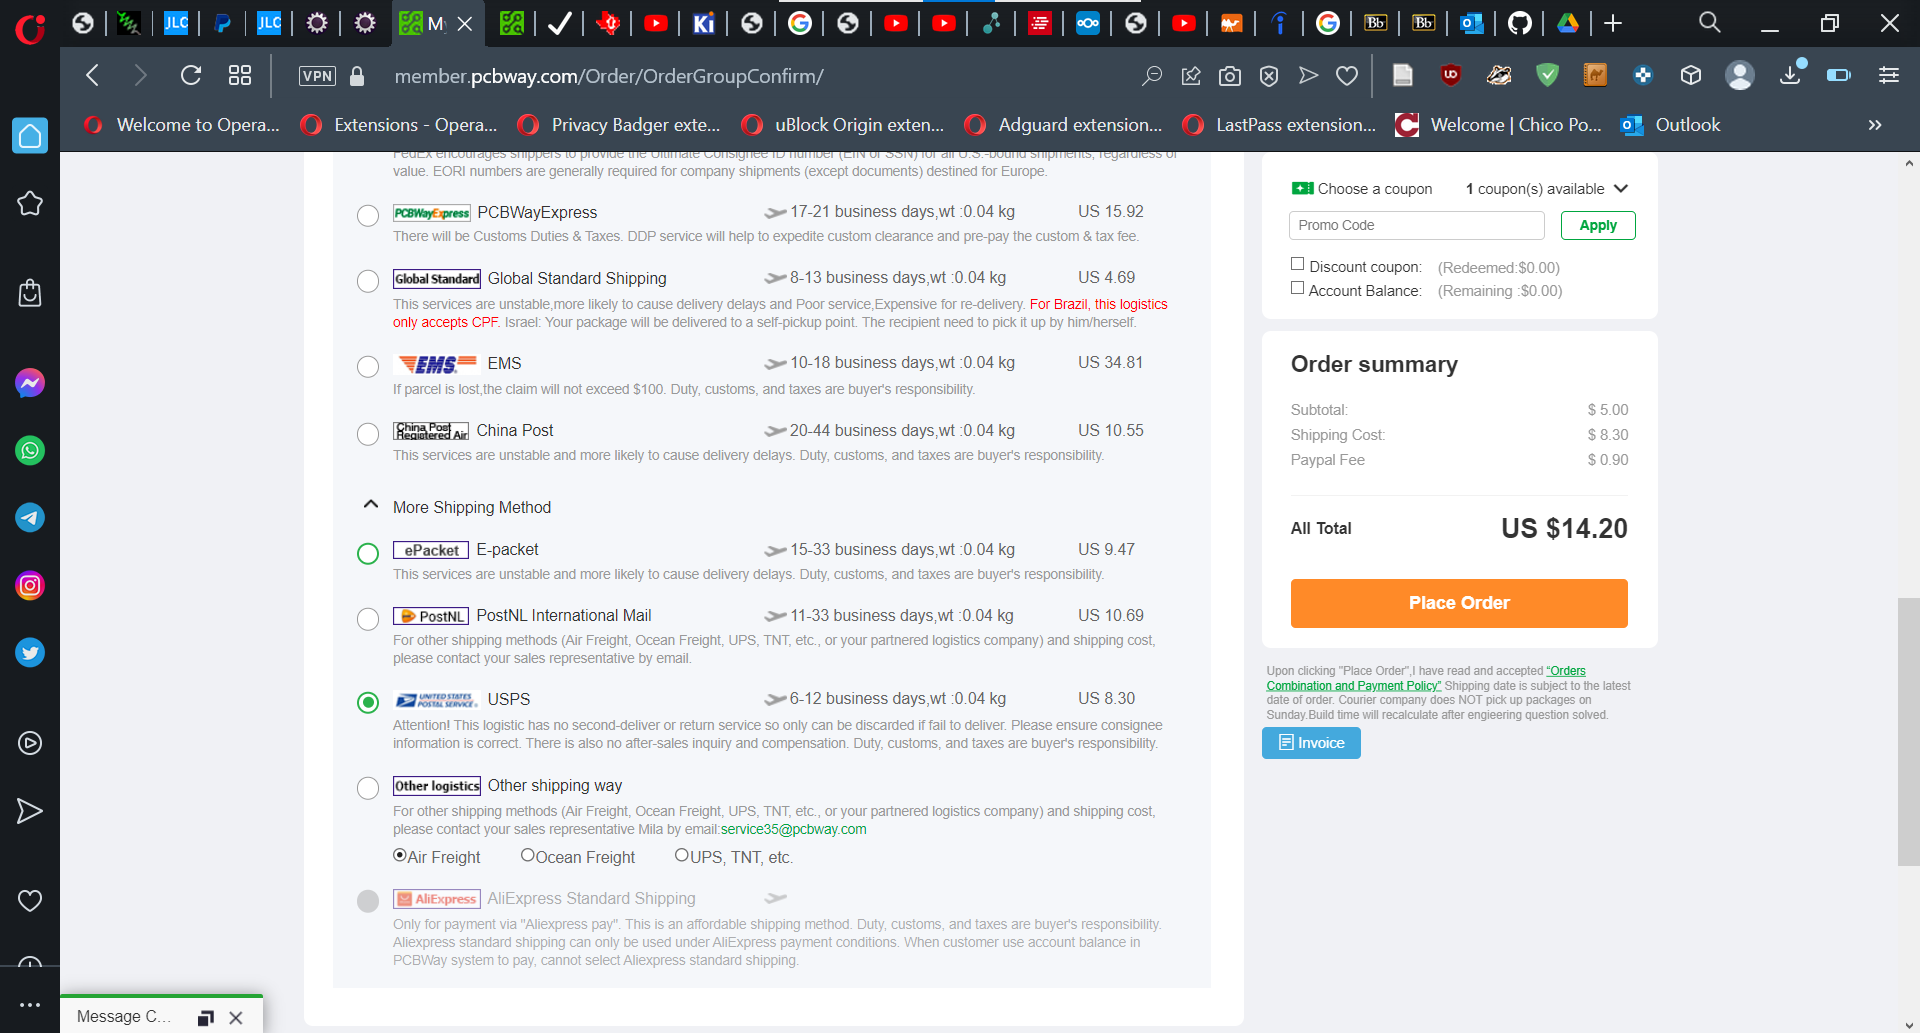 JLC
JLC
My
Ki
Bb
Bb
VPN
member.pcbway.com/Order/OrderGroupConfirm/
Welcome to Opera...
Extensions - Opera...
Privacy Badger exte...
uBlock Origin exten...
Adguard extension...
LastPass extension...
Welcome | Chico Po...
Outlook
»
FedEx encourages shippers to provide the Ultimate Consignee ID number (EIN or SSN) for all U.S.-bound shipments, regardless of
value. EORI numbers are generally required for company shipments (except documents) destined for Europe.
PCBWayExpress PCBWayExpress 17-21 business days,wt :0.04 kg US 15.92
There will be Customs Duties & Taxes. DDP service will help to expedite custom clearance and pre-pay the custom & tax fee.
Global Standard Global Standard Shipping 8-13 business days,wt :0.04 kg US 4.69
This services are unstable,more likely to cause delivery delays and Poor service,Expensive for re-delivery. For Brazil, this logistics
only accepts CPF. Israel: Your package will be delivered to a self-pickup point. The recipient need to pick it up by him/herself.
EMS EMS 10-18 business days,wt :0.04 kg US 34.81
If parcel is lost,the claim will not exceed $100. Duty, customs, and taxes are buyer's responsibility.
China Post
Registered Air China Post 20-44 business days,wt :0.04 kg US 10.55
This services are unstable and more likely to cause delivery delays. Duty, customs, and taxes are buyer's responsibility.
More Shipping Method
ePacket E-packet 15-33 business days,wt :0.04 kg US 9.47
This services are unstable and more likely to cause delivery delays. Duty, customs, and taxes are buyer's responsibility.
PostNL PostNL International Mail 11-33 business days,wt :0.04 kg US 10.69
For other shipping methods (Air Freight, Ocean Freight, UPS, TNT, etc., or your partnered logistics company) and shipping cost,
please contact your sales representative by email.
UNITED STATES
POSTAL SERVICE USPS 6-12 business days,wt :0.04 kg US 8.30
Attention! This logistic has no second-deliver or return service so only can be discarded if fail to deliver. Please ensure consignee
information is correct. There is also no after-sales inquiry and compensation. Duty, customs, and taxes are buyer's responsibility.
Other logistics Other shipping way
For other shipping methods (Air Freight, Ocean Freight, UPS, TNT, etc., or your partnered logistics company) and shipping cost,
please contact your sales representative Mila by email:service35@pcbway.com
Air Freight Ocean Freight UPS, TNT, etc.
AliExpress AliExpress Standard Shipping
Only for payment via "Aliexpress pay". This is an affordable shipping method. Duty, customs, and taxes are buyer's responsibility.
Aliexpress standard shipping can only be used under AliExpress payment conditions. When customer use account balance in
PCBWay system to pay, cannot select Aliexpress standard shipping.
Choose a coupon 1 coupon(s) available
Promo Code Apply
Discount coupon: (Redeemed:$0.00)
Account Balance: (Remaining :$0.00)
Order summary
Subtotal: $ 5.00
Shipping Cost: $ 8.30
Paypal Fee $ 0.90
All Total US $14.20
Place Order
Upon clicking "Place Order",I have read and accepted "Orders
Combination and Payment Policy" Shipping date is subject to the latest
date of order. Courier company does NOT pick up packages on
Sunday.Build time will recalculate after engieering question solved.
Invoice
Message C...